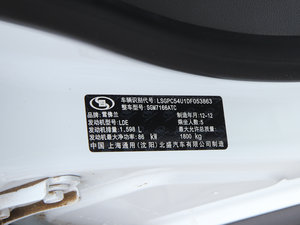 车辆识别代号: LSGPC54U1DF053663
整车型号: SGM7166ATC
品牌: 雪佛兰 制造年月: 12-12
发动机型号: LDE 乘坐人数: 5
发动机排量: 1,598 L 最大允许总质量:
发动机最大净功率: 86 kW 1800 kg
中国 上海通用(沈阳)北盛汽车有限公司制造